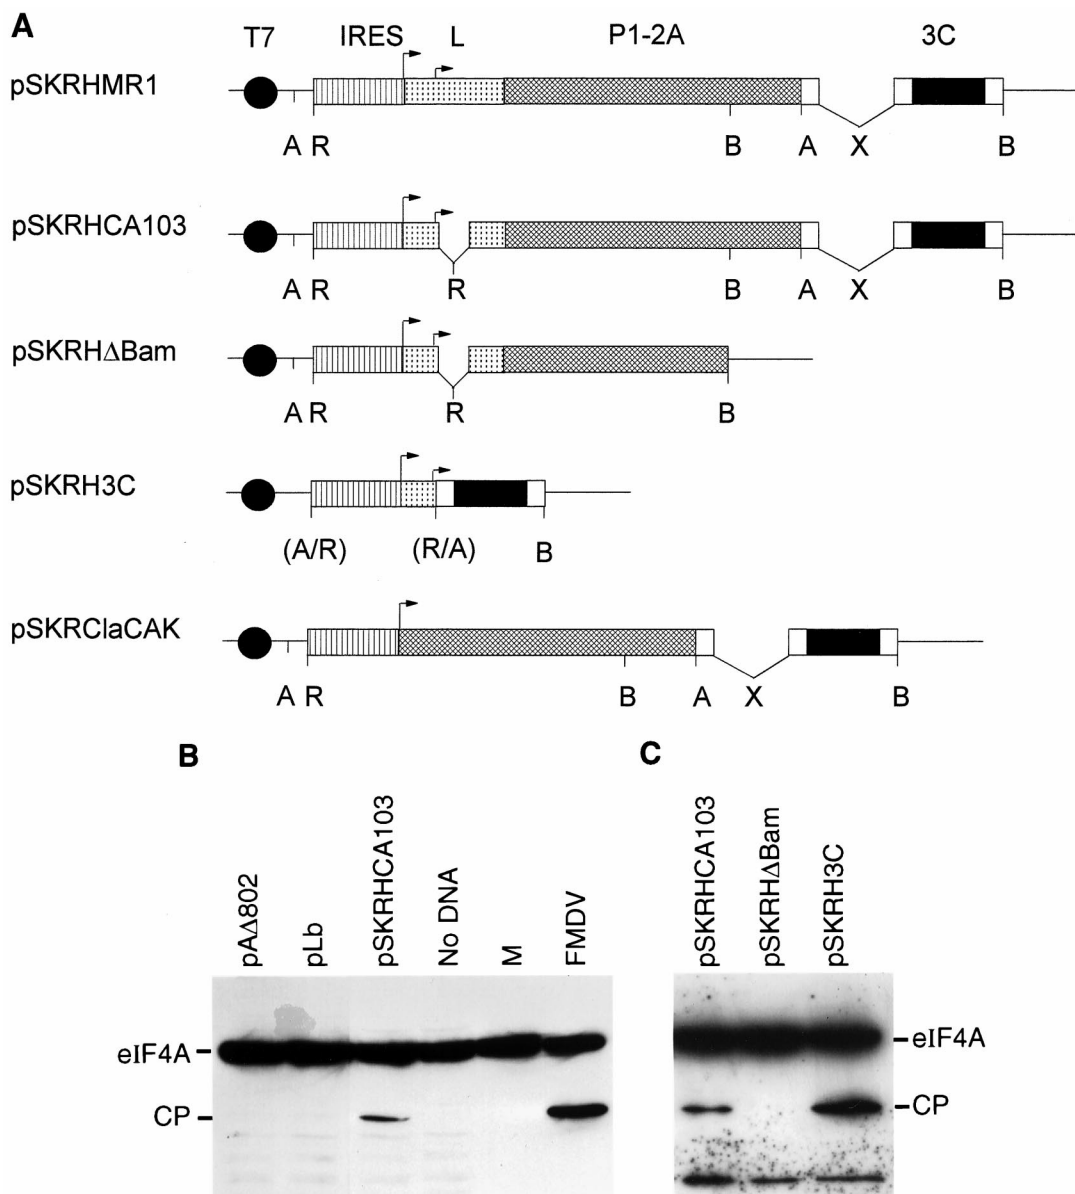 A
T7 IRES L P1-2A 3C
pSKRHMR1
A R B A X B
pSKRHCA103
A R R B A X B
pSKRHΔBam
A R R B
pSKRH3C
(A/R) (R/A) B
pSKRClaCAK
A R B A X B
B
pAΔ802
pLb
pSKRHCA103
No DNA
M
FMDV
eIF4A
CP
C
pSKRHCA103
pSKRHΔBam
pSKRH3C
eIF4A
CP